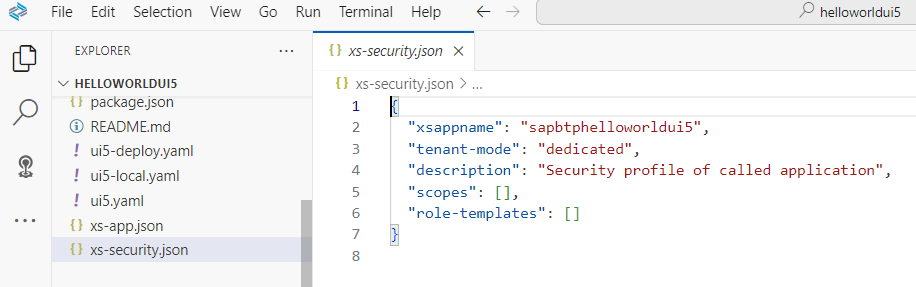 File Edit Selection View Go Run Terminal Help helloworldui5
EXPLORER
HELLOWORLDUI5
package.json
README.md
ui5-deploy.yaml
ui5-local.yaml
ui5.yaml
xs-app.json
xs-security.json
xs-security.json
xs-security.json > ...
1 {
2 "xsappname": "sapbtphelloworldui5",
3 "tenant-mode": "dedicated",
4 "description": "Security profile of called application",
5 "scopes": [],
6 "role-templates": []
7 }
8